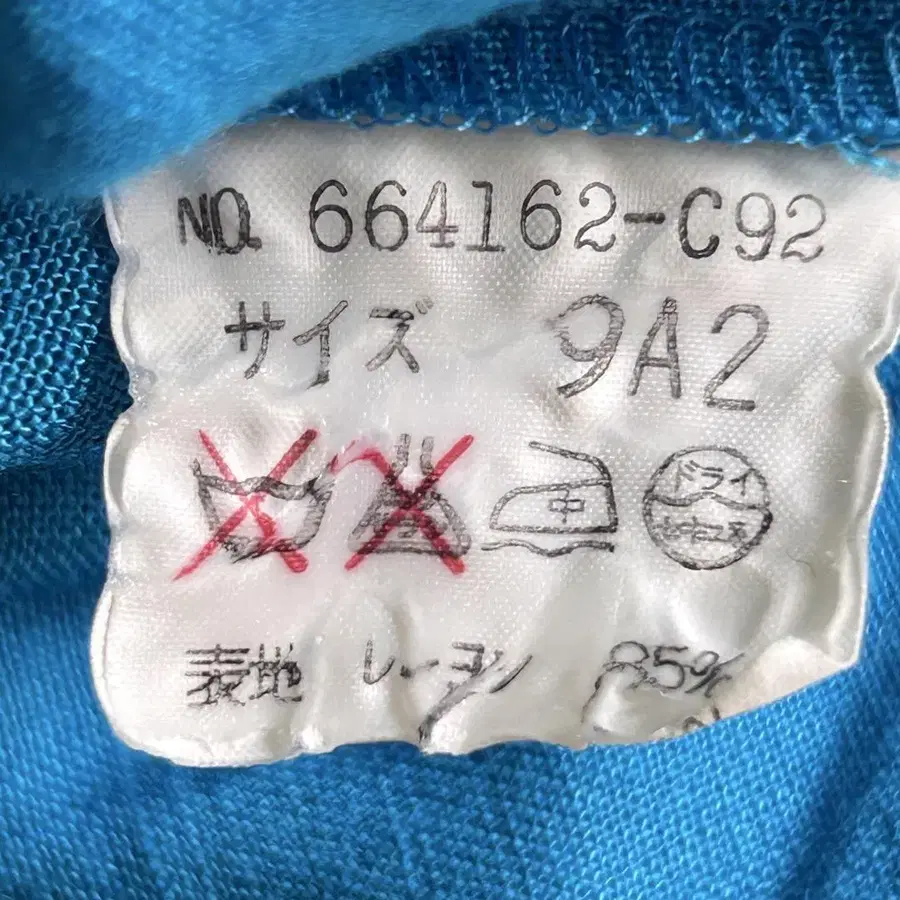 NO. 664162-C92
サイズ 9A2
中 ドライ
表地 レーヨン 85%